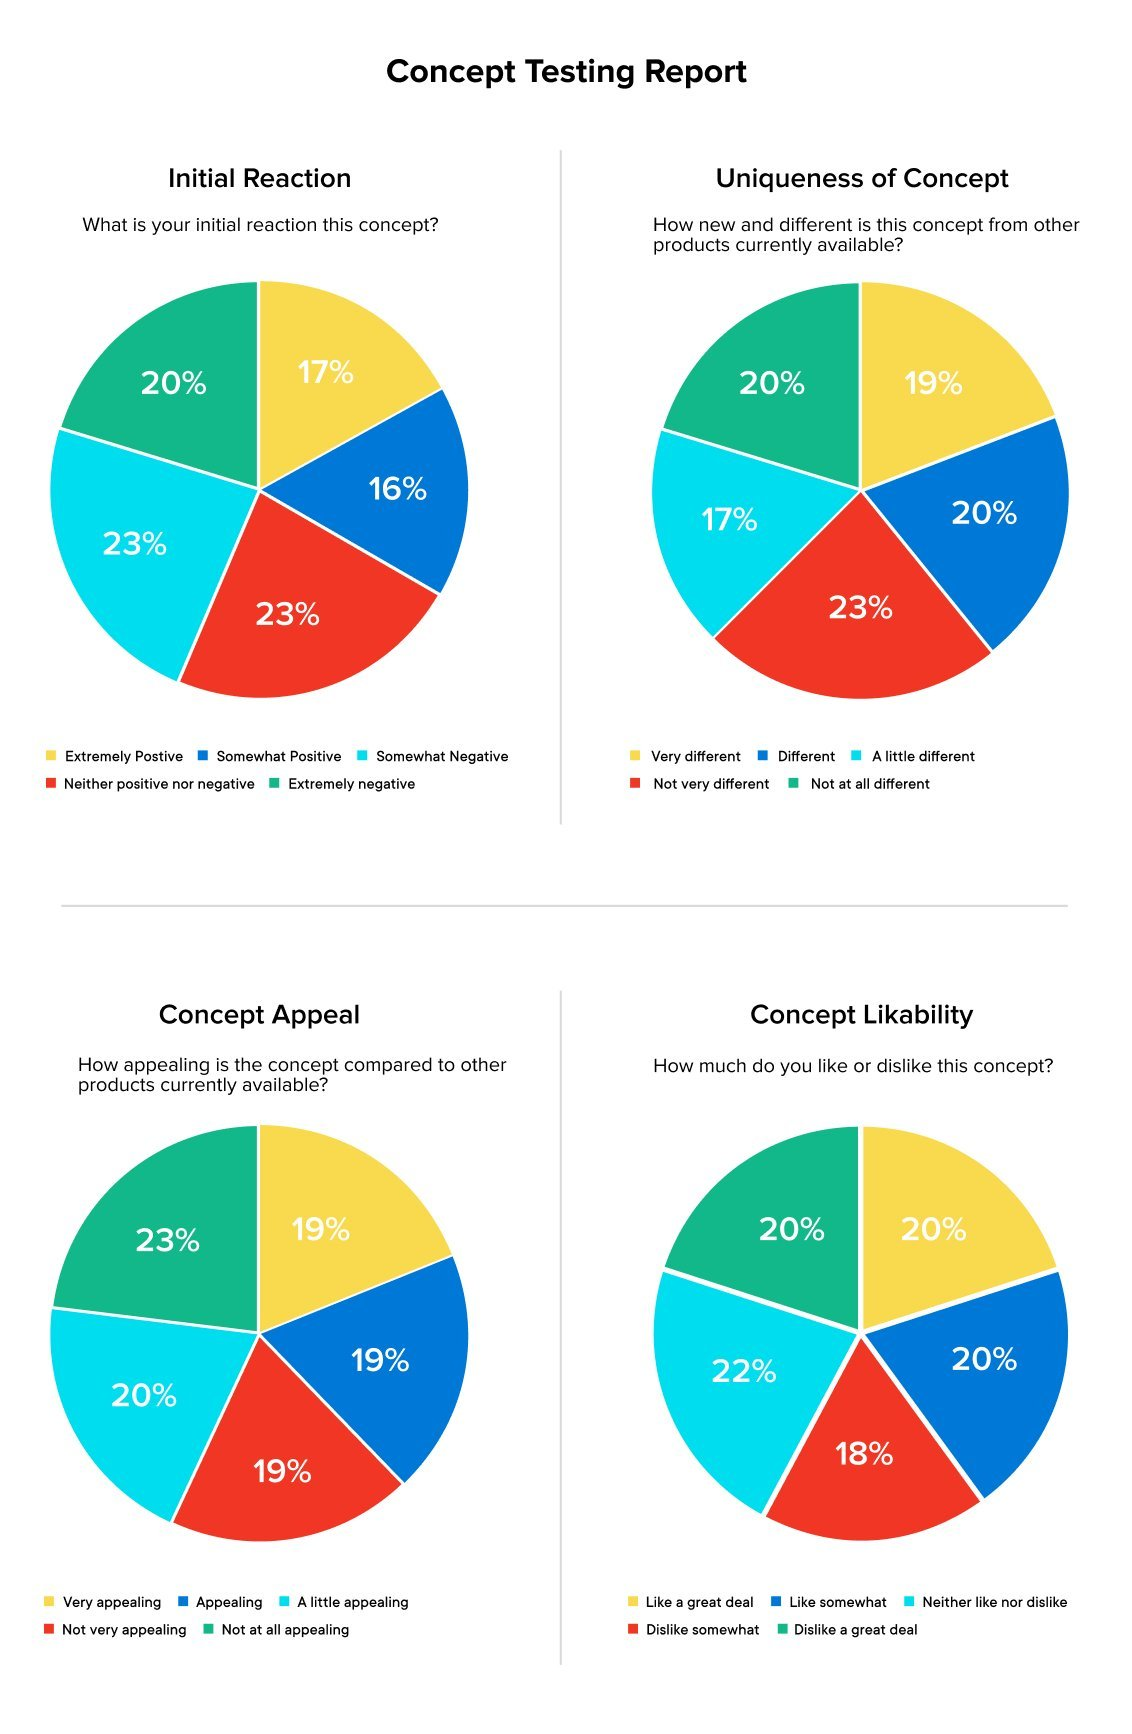 Concept Testing Report
Initial Reaction
What is your initial reaction this concept?
20%
17%
16%
23%
23%
Extremely Postive Somewhat Positive Somewhat Negative
Neither positive nor negative Extremely negative
Uniqueness of Concept
How new and different is this concept from other
products currently available?
20%
19%
20%
17%
23%
Very different Different A little different
Not very different Not at all different
Concept Appeal
How appealing is the concept compared to other
products currently available?
23%
19%
19%
20%
19%
Very appealing Appealing A little appealing
Not very appealing Not at all appealing
Concept Likability
How much do you like or dislike this concept?
20%
20%
20%
22%
18%
Like a great deal Like somewhat Neither like nor dislike
Dislike somewhat Dislike a great deal